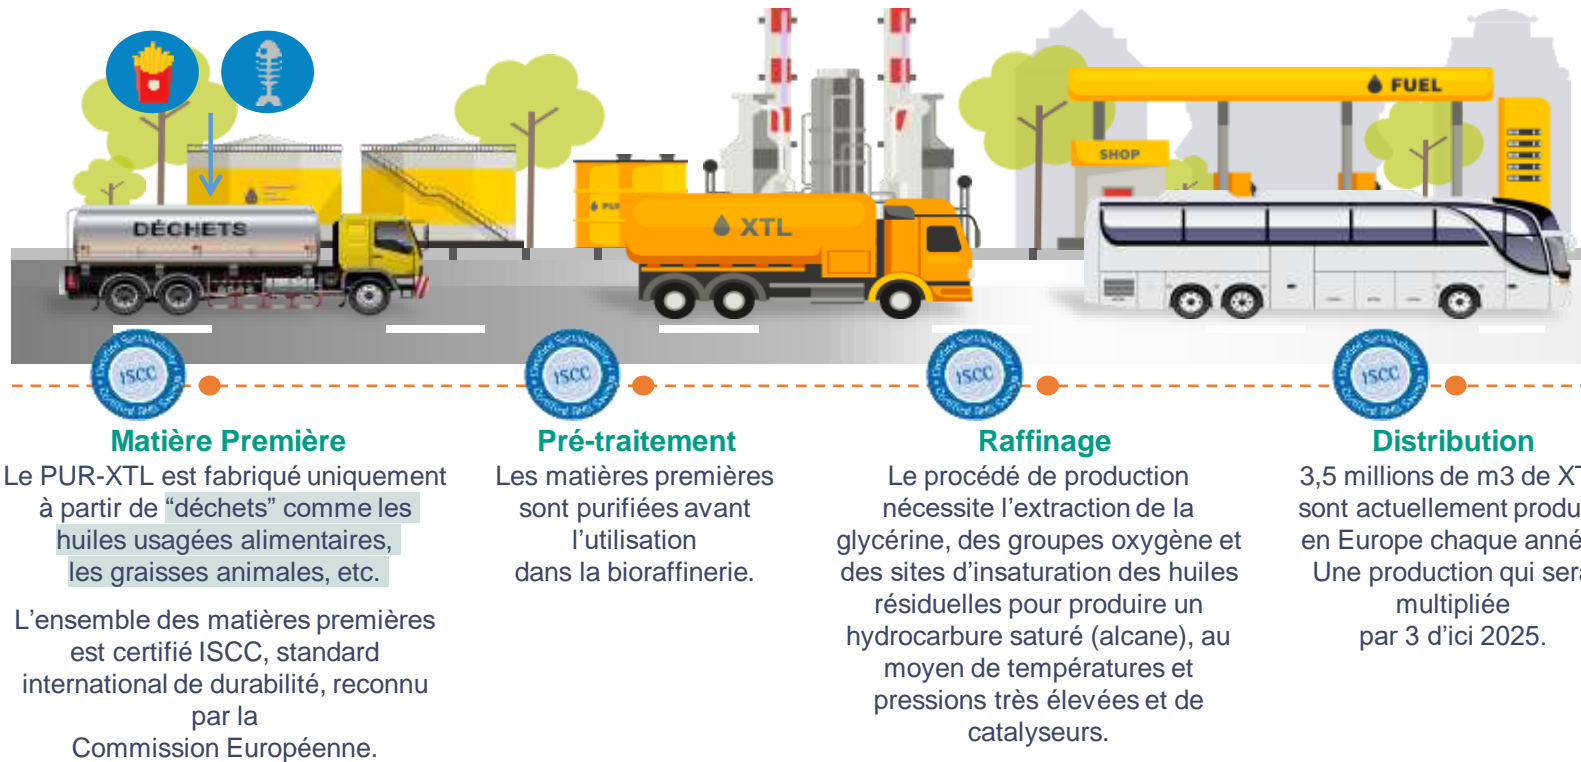 FUEL
SHOP
DÉCHETS
XTL
ISCC
ISCC
ISCC
ISCC
Matière Première
Le PUR-XTL est fabriqué uniquement
à partir de “déchets” comme les
huiles usagées alimentaires,
les graisses animales, etc.
L’ensemble des matières premières
est certifié ISCC, standard
international de durabilité, reconnu
par la
Commission Européenne.
Pré-traitement
Les matières premières
sont purifiées avant
l’utilisation
dans la bioraffinerie.
Raffinage
Le procédé de production
nécessite l’extraction de la
glycérine, des groupes oxygène et
des sites d’insaturation des huiles
résiduelles pour produire un
hydrocarbure saturé (alcane), au
moyen de températures et
pressions très élevées et de
catalyseurs.
Distribution
3,5 millions de m3 de XT
sont actuellement produ
en Europe chaque anné
Une production qui sera
multipliée
par 3 d’ici 2025.